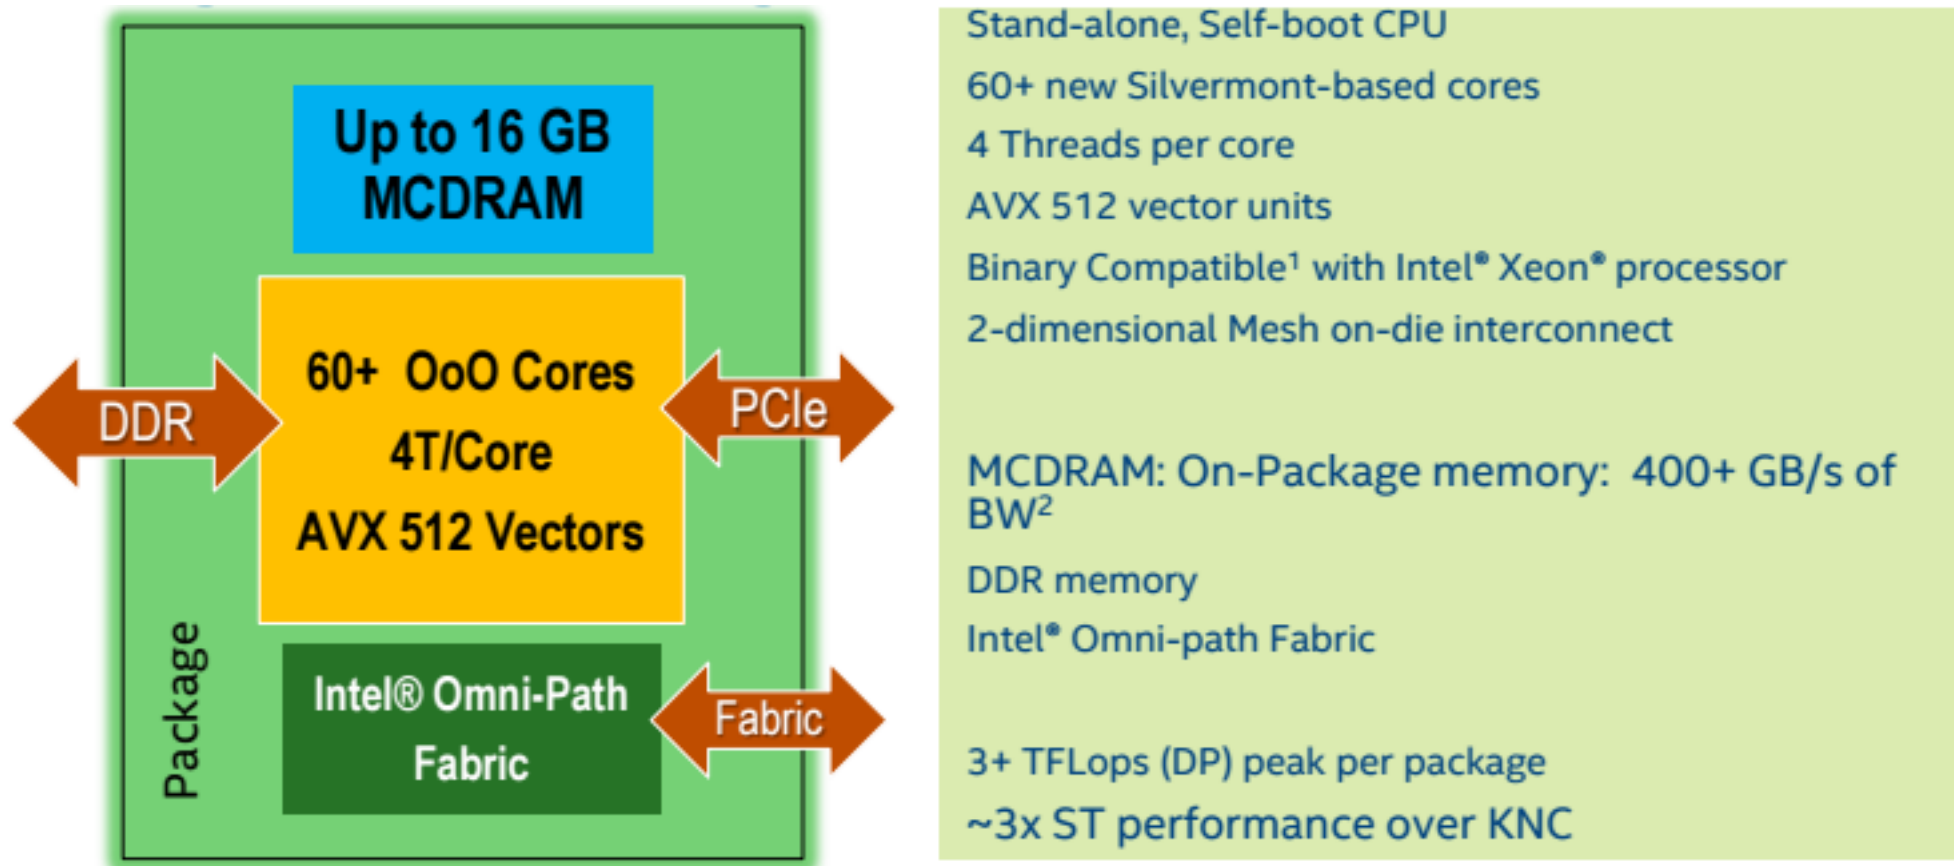 Up to 16 GB
MCDRAM
60+ OoO Cores
4T/Core
AVX 512 Vectors
DDR
PCIe
Package
Intel® Omni-Path
Fabric
Fabric
Stand-alone, Self-boot CPU
60+ new Silvermont-based cores
4 Threads per core
AVX 512 vector units
Binary Compatible¹ with Intel® Xeon® processor
2-dimensional Mesh on-die interconnect
MCDRAM: On-Package memory: 400+ GB/s of
BW²
DDR memory
Intel® Omni-path Fabric
3+ TFLops (DP) peak per package
~3x ST performance over KNC